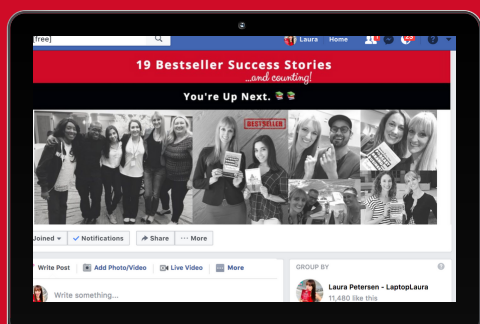 [free]
Laura Home 23 ?
19 Bestseller Success Stories
...and counting!
You're Up Next.
BESTSELLER
Joined Notifications Share ··· More
Write Post Add Photo/Video Live Video More
Write something...
GROUP BY
Laura Petersen - LaptopLaura
11,480 like this